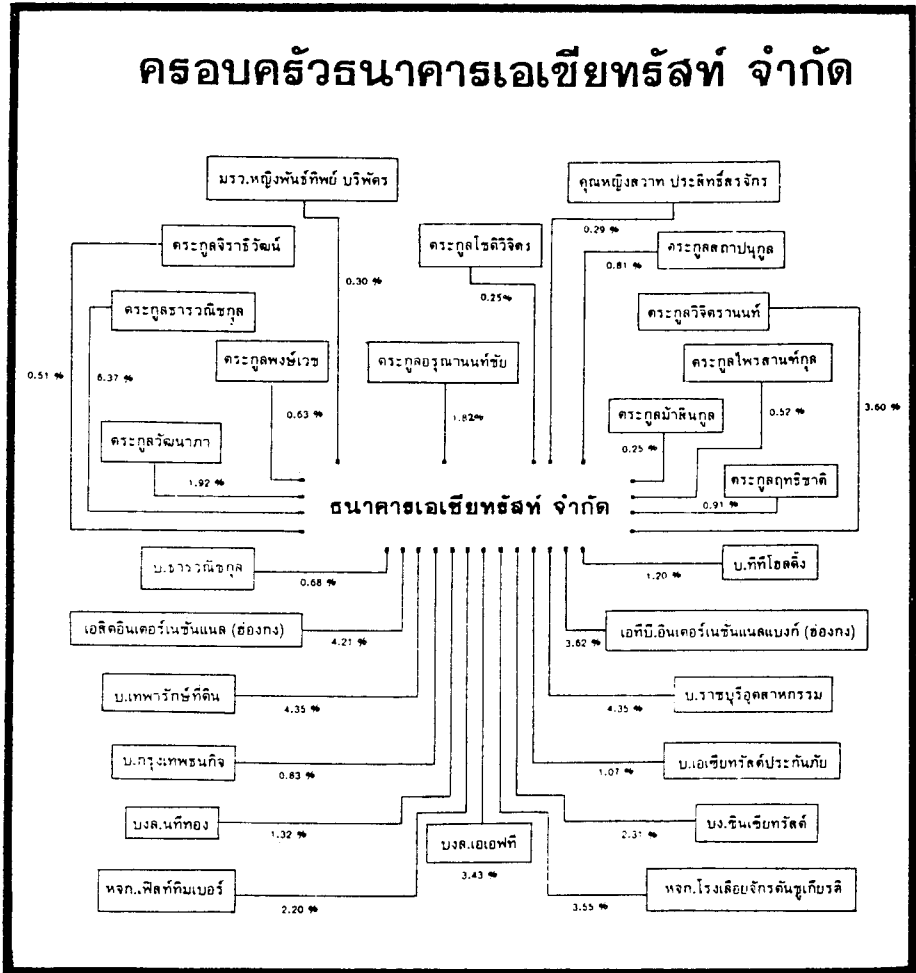 ครอบครัวธนาคารเอเชียทรัสท์ จำกัด
มรว.หญิงพันธ์ทิพย์ บริพัตร
คุณหญิงสวาท ประสิทธิ์สรจักร
0.29 %
ตระกูลจิราธิวัฒน์
ตระกูลโชติวิจิตร
ตระกูลสถาปนุกูล
0.30 %
0.25%
0.81 %
ตระกูลธารวณิชกุล
ตระกูลวิจิตรานนท์
ตระกูลพงษ์เวช
ตระกูลอรุณานนท์ชัย
ตระกูลไพรสานฑ์กุล
0.51 %
6.37 %
0.63 %
1.82%
ตระกูลม้าลินกูล
0.52 %
3.60 %
ตระกูลวัฒนาภา
0.25 %
1.92 %
ตระกูลฤทธิชาติ
0.91 %
ธนาคารเอเชียทรัสท์ จำกัด
บ.ธารวณิชกุล
0.68 %
บ.ทีทีโฮลดิ้ง
1.20 %
เอสิตอินเตอร์เนชันแนล (ฮ่องกง)
4.21 %
เอทีบี.อินเตอร์เนชันแนลแบงก์ (ฮ่องกง)
3.62 %
บ.เทพารักษ์ที่ดิน
4.35 %
บ.ราชบุรีอุตสาหกรรม
4.35 %
บ.กรุงเทพธนกิจ
0.83 %
บ.เอเชียทรัสต์ประกันภัย
1.07 %
บงล.นทีทอง
1.32 %
บงล.เอเอฟที
3.43 %
บง.ซินเซียทรัสต์
2.31 %
หจก.เฟิสท์ทิมเบอร์
2.20 %
หจก.โรงเลื่อยจักรตันชูเกียรติ
3.55 %